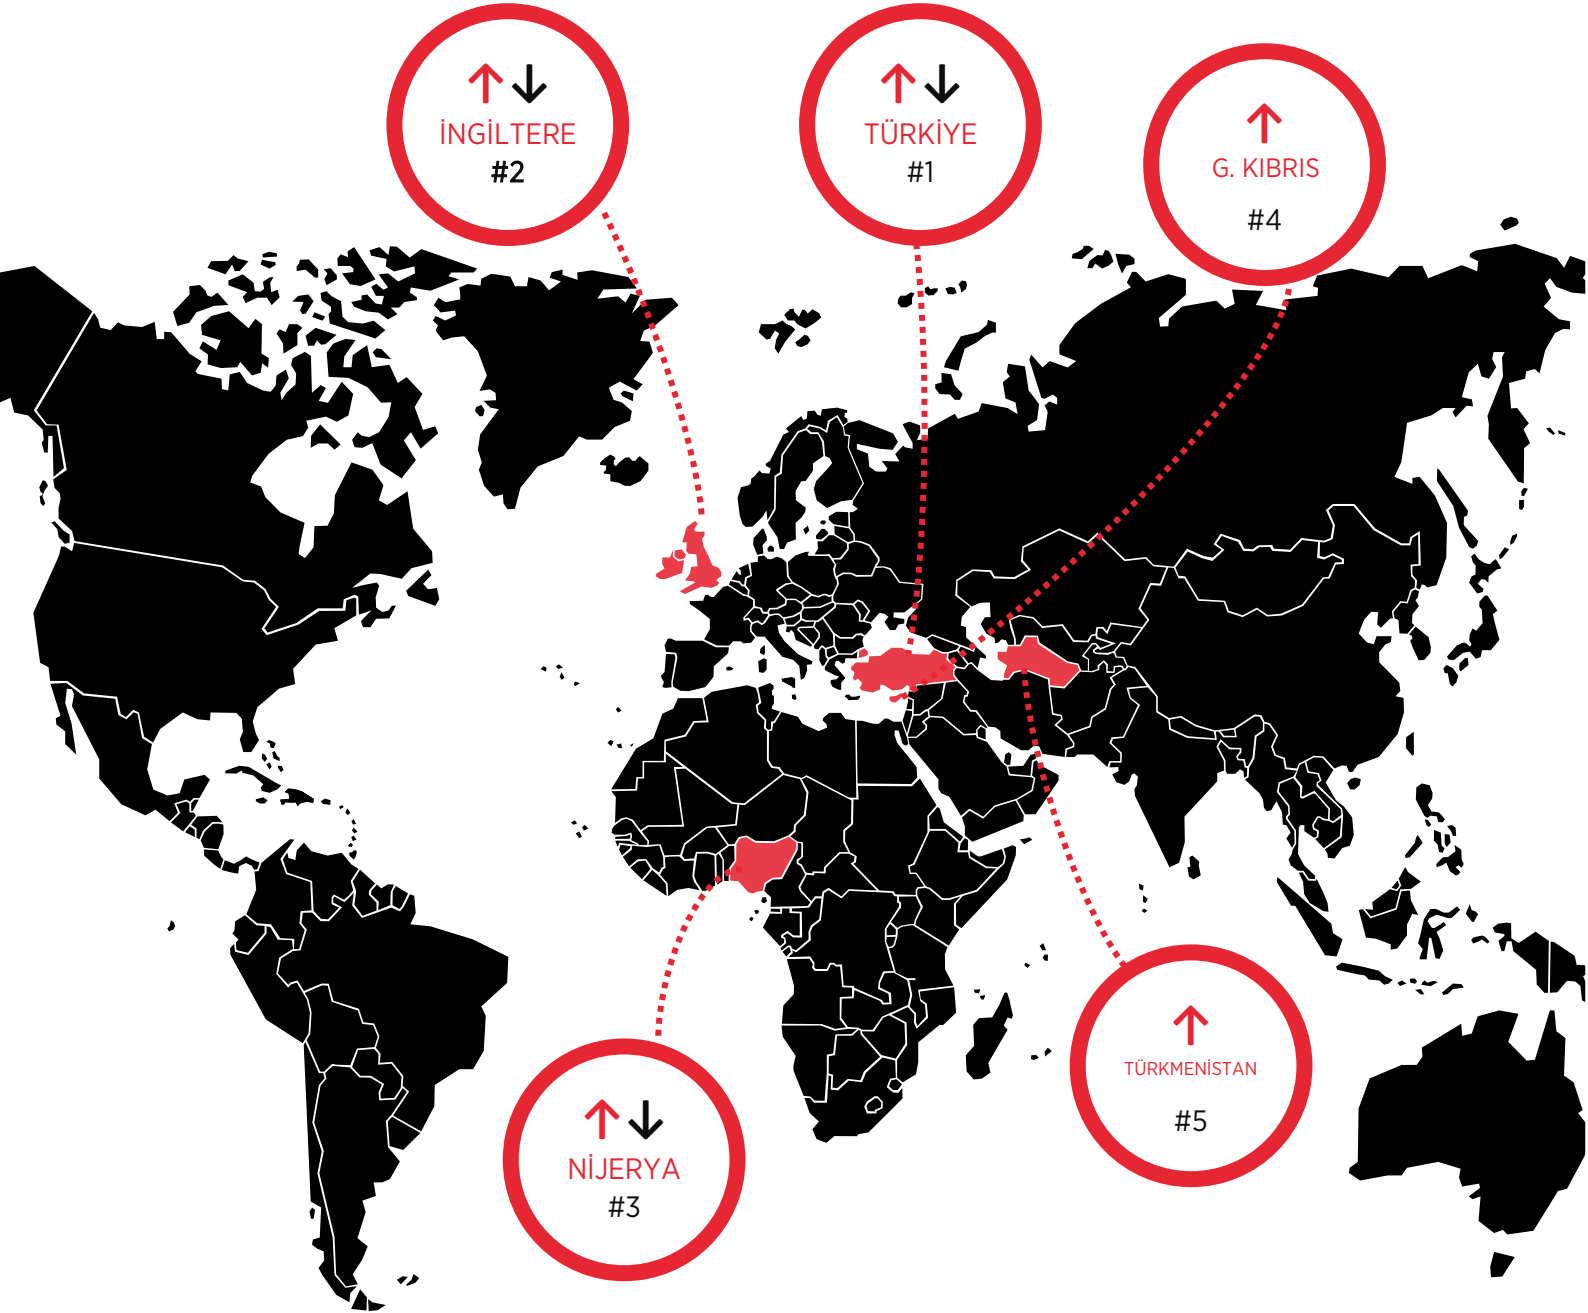 İNGİLTERE
#2
TÜRKİYE
#1
G. KIBRIS
#4
NİJERYA
#3
TÜRKMENİSTAN
#5